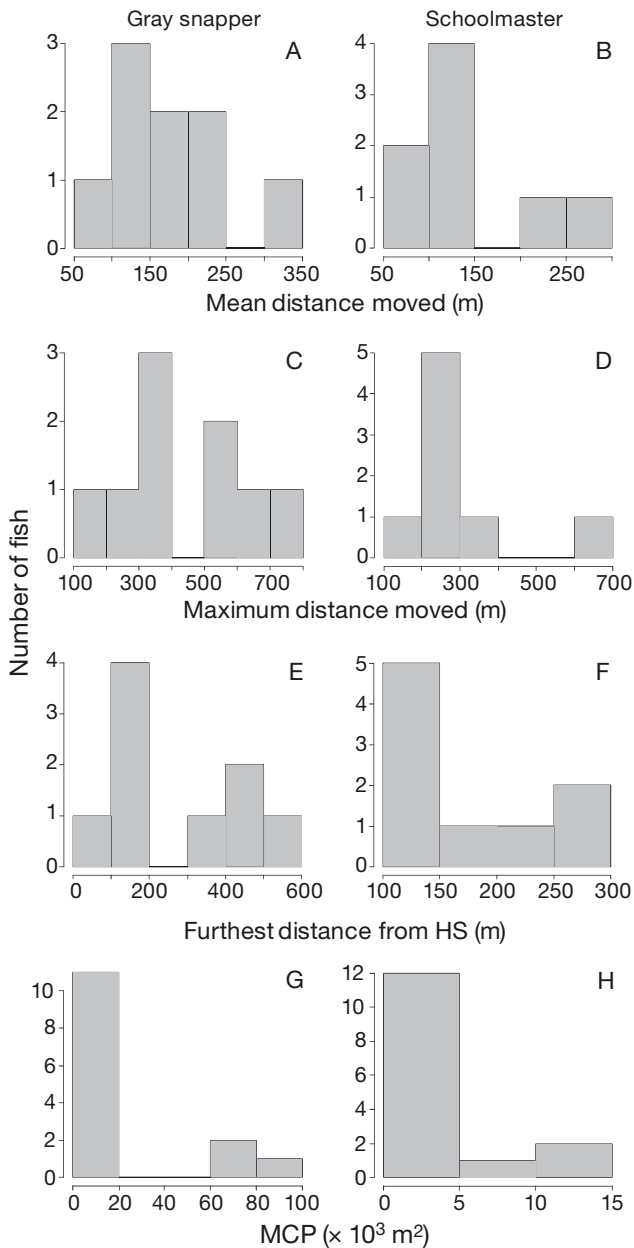 Gray snapper Schoolmaster
A B
3 4
3
2
2
1
1
0 0
50 150 250 350 50 150 250
Mean distance moved (m)
C D
3 5
4
2
3
2
1
1
0 0
100 300 500 700 100 300 500 700
Maximum distance moved (m)
Number of fish
E F
4 5
3 4
3
2
2
1
1
0 0
0 200 400 600 100 150 200 250 300
Furthest distance from HS (m)
G H
10 12
8 10
8
6
6
4
4
2 2
0 0
0 20 40 60 80 100 0 5 10 15
MCP (× 10³ m²)